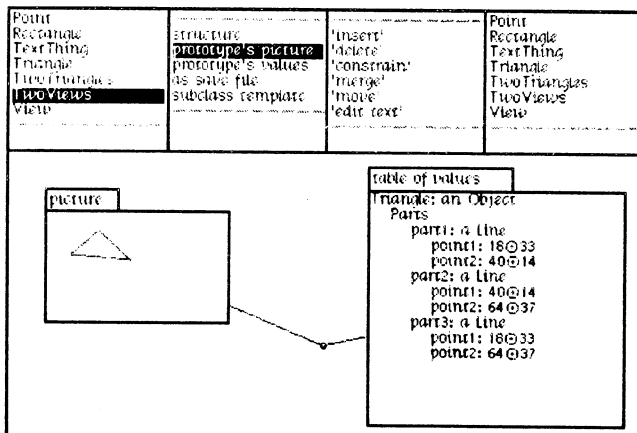 Point
Rectangle
TextThing
Triangle
TwoTriangles
TwoViews
View
structure
prototype's picture
prototype's values
as save file
subclass template
'insert'
'delete'
'constrain'
'merge'
'move'
'edit text'
Point
Rectangle
TextThing
Triangle
TwoTriangles
TwoViews
View
picture
table of values
Triangle: an Object
Parts
part1: a Line
point1: 18⊙33
point2: 40⊙14
part2: a Line
point1: 40⊙14
point2: 64⊙37
part3: a Line
point1: 18⊙33
point2: 64⊙37